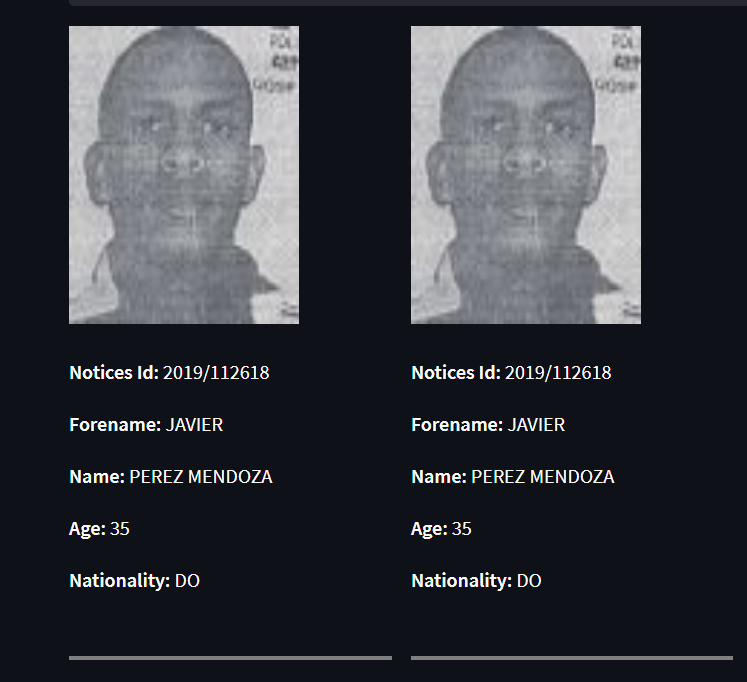 Notices Id: 2019/112618
Forename: JAVIER
Name: PEREZ MENDOZA
Age: 35
Nationality: DO
Notices Id: 2019/112618
Forename: JAVIER
Name: PEREZ MENDOZA
Age: 35
Nationality: DO